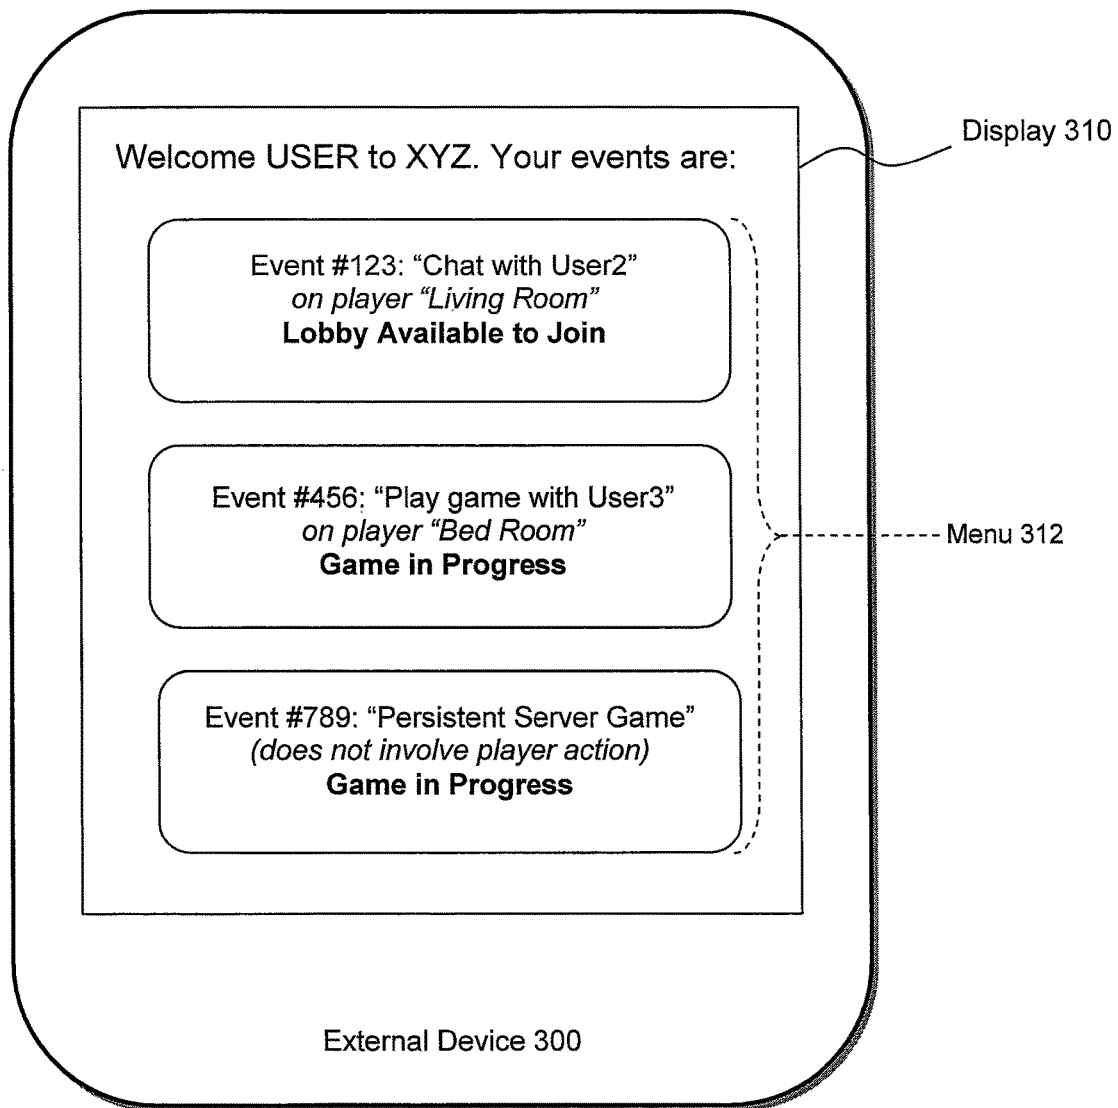 Display 310
Welcome USER to XYZ. Your events are:
Event #123: “Chat with User2”
on player “Living Room”
Lobby Available to Join
Event #456: “Play game with User3”
on player “Bed Room”
Game in Progress
Menu 312
Event #789: “Persistent Server Game”
(does not involve player action)
Game in Progress
External Device 300